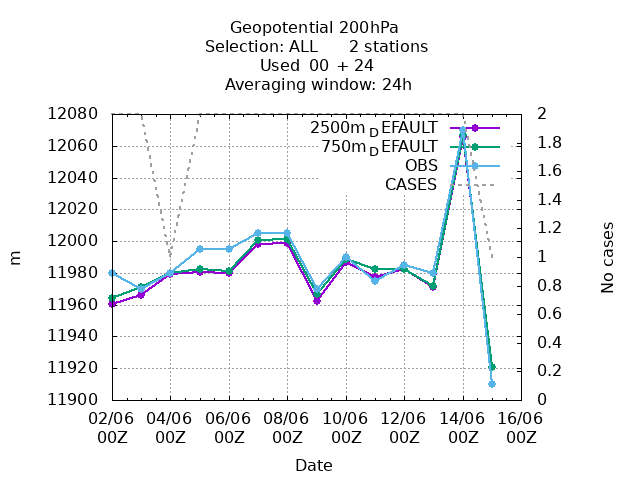 Geopotential 200hPa
Selection: ALL 2 stations
Used 00 + 24
Averaging window: 24h
12080
12060
12040
12020
12000
11980
11960
11940
11920
11900
m
2500m_DEFAULT
750m_DEFAULT
OBS
CASES
2
1.8
1.6
1.4
1.2
1
0.8
0.6
0.4
0.2
0
No cases
02/06 04/06 06/06 08/06 10/06 12/06 14/06 16/06
00Z 00Z 00Z 00Z 00Z 00Z 00Z 00Z
Date